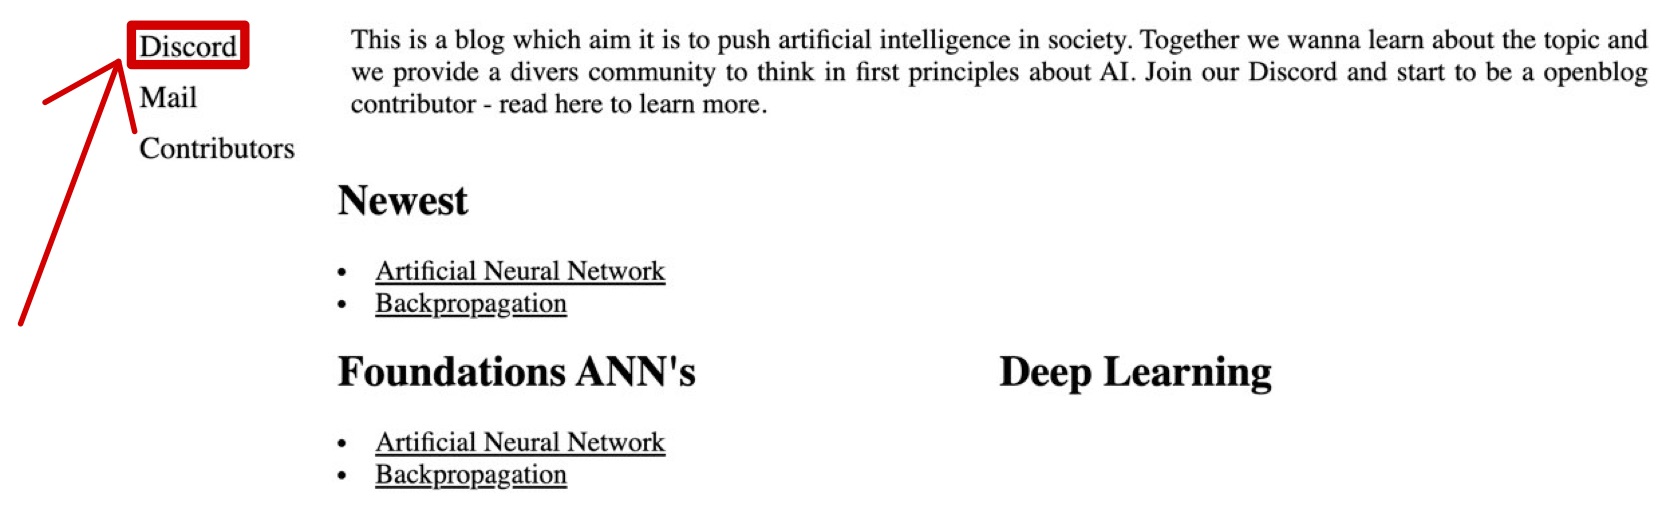 Discord
Mail
Contributors
This is a blog which aim it is to push artificial intelligence in society. Together we wanna learn about the topic and
we provide a divers community to think in first principles about AI. Join our Discord and start to be a openblog
contributor - read here to learn more.
Newest
• Artificial Neural Network
• Backpropagation
Foundations ANN's
• Artificial Neural Network
• Backpropagation
Deep Learning